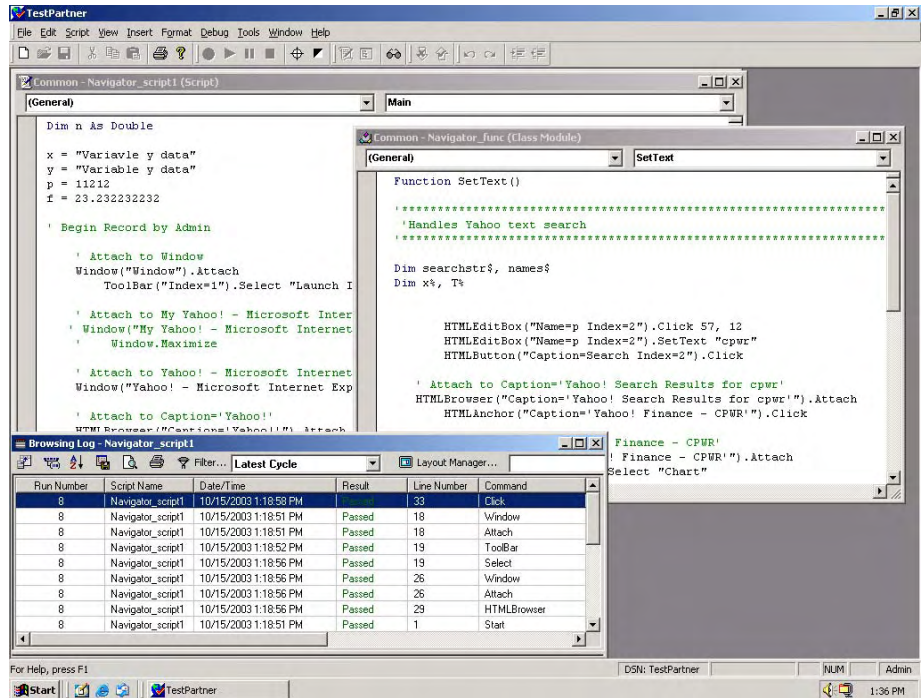 TestPartner
File Edit Script View Insert Format Debug Tools Window Help
Common - Navigator_script1 (Script)
(General) Main
Dim n As Double
x = "Variavle y data"
y = "Variable y data"
p = 11212
f = 23.232232232
' Begin Record by Admin
' Attach to Window
Window("Window").Attach
ToolBar("Index=1").Select "Launch I
' Attach to My Yahoo! - Microsoft Inter
' Window("My Yahoo! - Microsoft Internet
' Window.Maximize
' Attach to Yahoo! - Microsoft Internet
Window("Yahoo! - Microsoft Internet Exp
' Attach to Caption='Yahoo!'
HTMLBrowser("Caption='Yahoo!'").Attach
Common - Navigator_func (Class Module)
(General) SetText
Function SetText()
'Handles Yahoo text search
Dim searchstr$, names$
Dim x%, T%
HTMLEditBox("Name=p Index=2").Click 57, 12
HTMLEditBox("Name=p Index=2").SetText "cpwr"
HTMLButton("Caption=Search Index=2").Click
' Attach to Caption='Yahoo! Search Results for cpwr'
HTMLBrowser("Caption='Yahoo! Search Results for cpwr'").Attach
HTMLAnchor("Caption='Yahoo! Finance - CPWR'").Click
Finance - CPWR'
! Finance - CPWR'").Attach
Select "Chart"
Browsing Log - Navigator_script1
Filter... Latest Cycle Layout Manager...
Run Number Script Name Date/Time Result Line Number Command
8 Navigator_script1 10/15/2003 1:18:58 PM Passed 33 Click
8 Navigator_script1 10/15/2003 1:18:51 PM Passed 18 Window
8 Navigator_script1 10/15/2003 1:18:51 PM Passed 18 Attach
8 Navigator_script1 10/15/2003 1:18:52 PM Passed 19 ToolBar
8 Navigator_script1 10/15/2003 1:18:56 PM Passed 19 Select
8 Navigator_script1 10/15/2003 1:18:56 PM Passed 26 Window
8 Navigator_script1 10/15/2003 1:18:56 PM Passed 26 Attach
8 Navigator_script1 10/15/2003 1:18:56 PM Passed 29 HTMLBrowser
8 Navigator_script1 10/15/2003 1:18:51 PM Passed 1 Start
For Help, press F1 DSN: TestPartner NUM Admin
Start TestPartner 1:36 PM